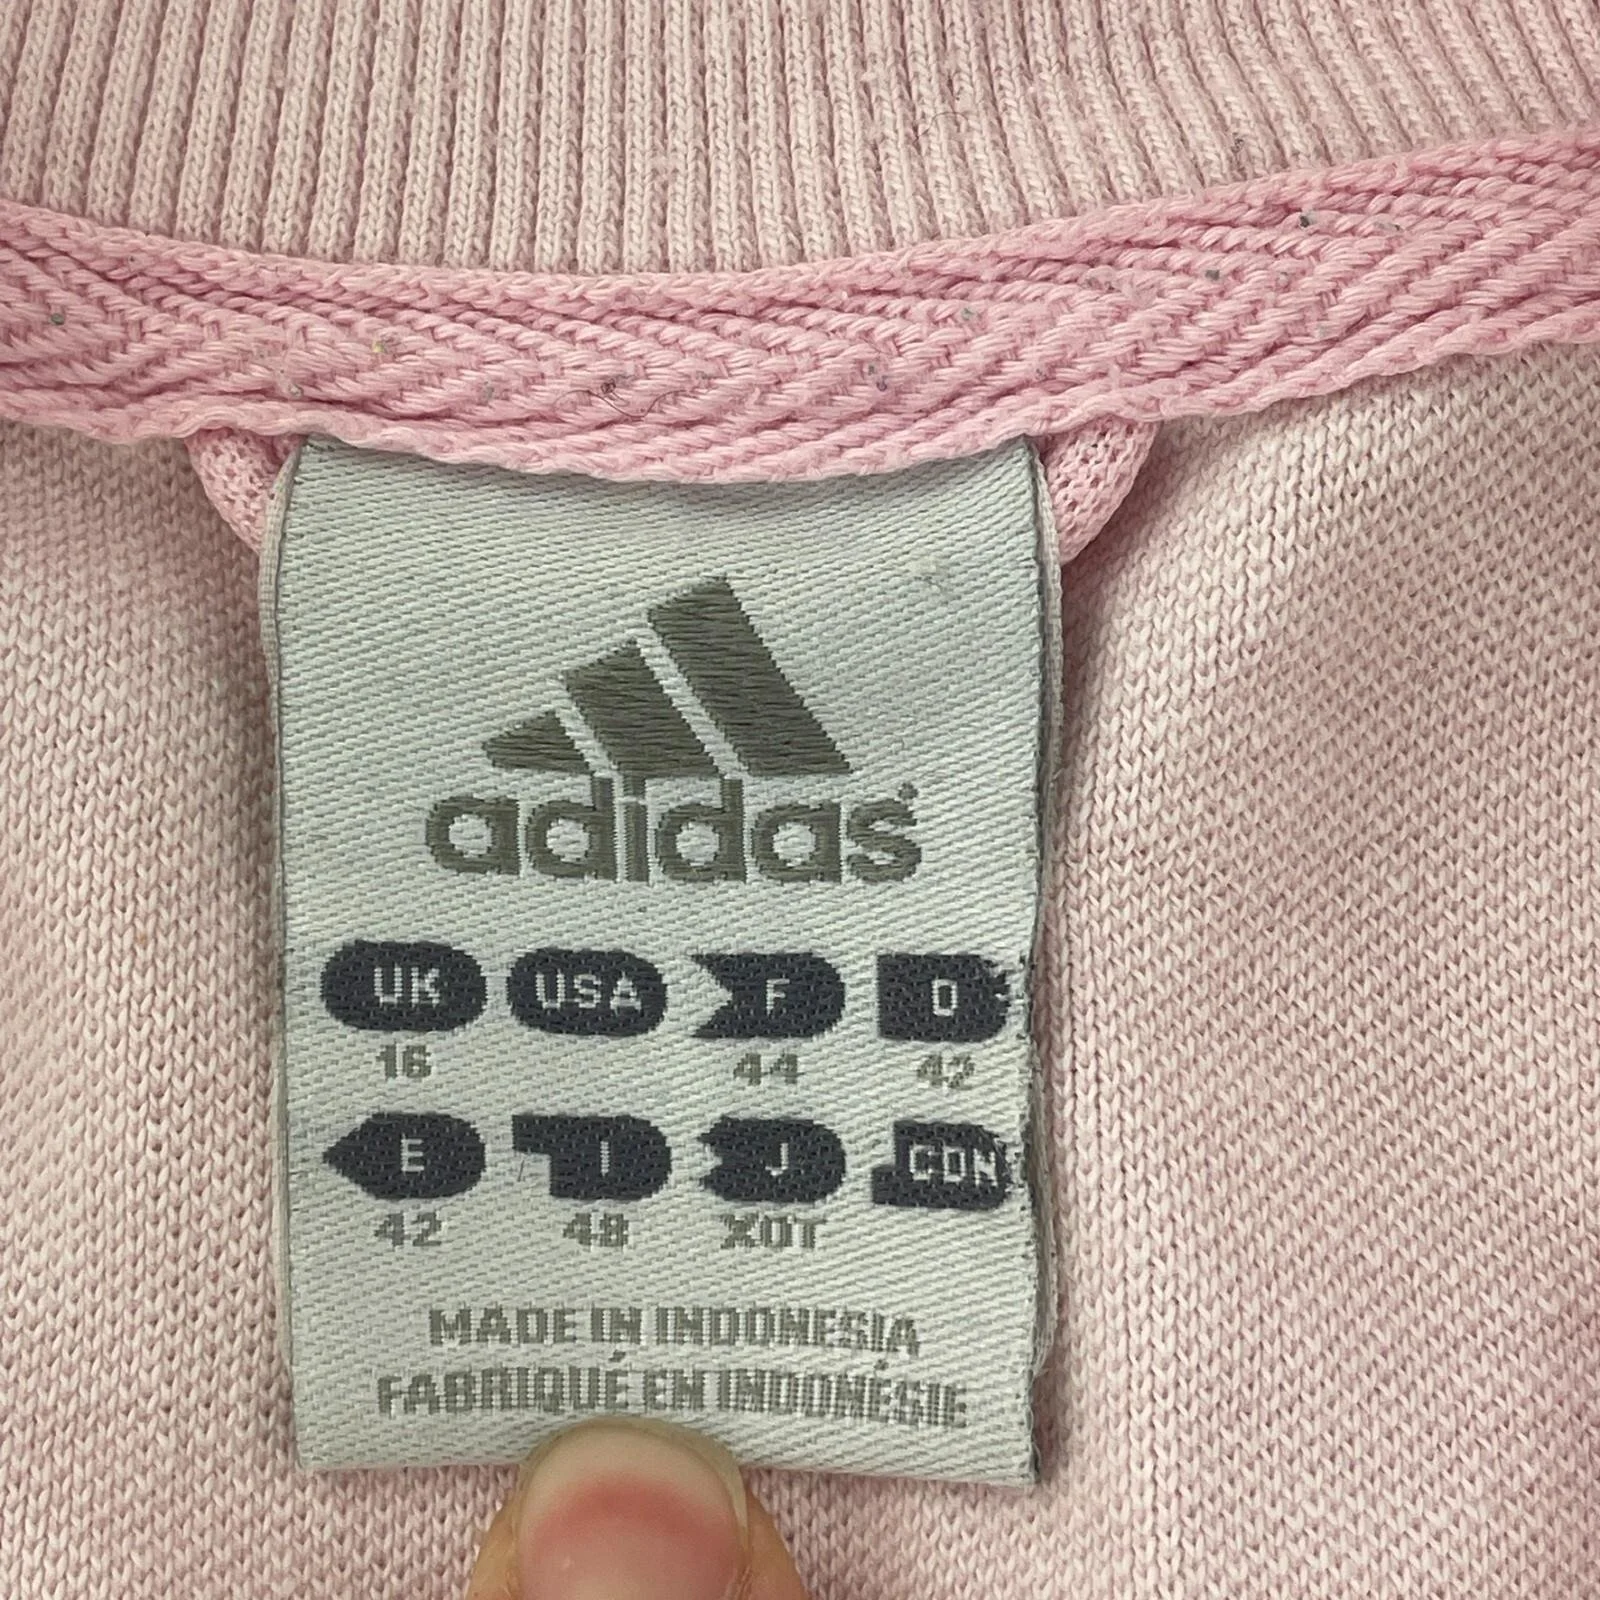 adidas®
UK USA F D
16 44 42
E I J CDN
42 48 XOT
MADE IN INDONESIA
FABRIQUÉ EN INDONÉSIE